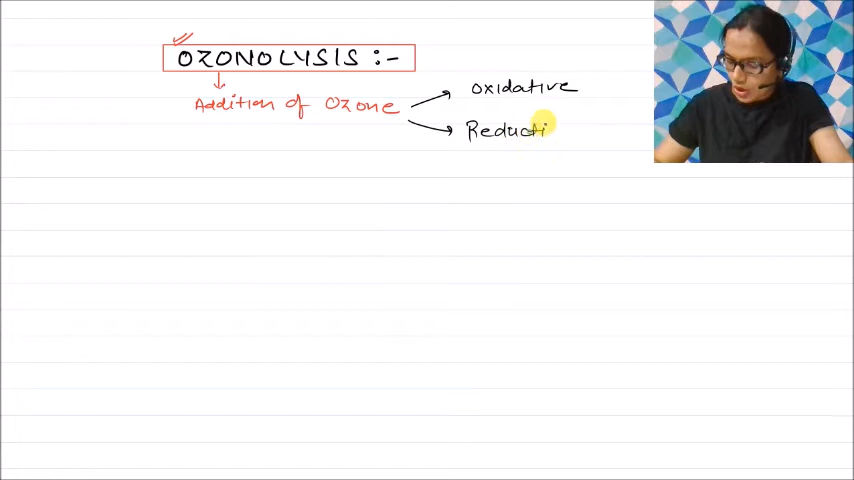 OZONOLYSIS :-
Addition of Ozone
Oxidative
Reducti